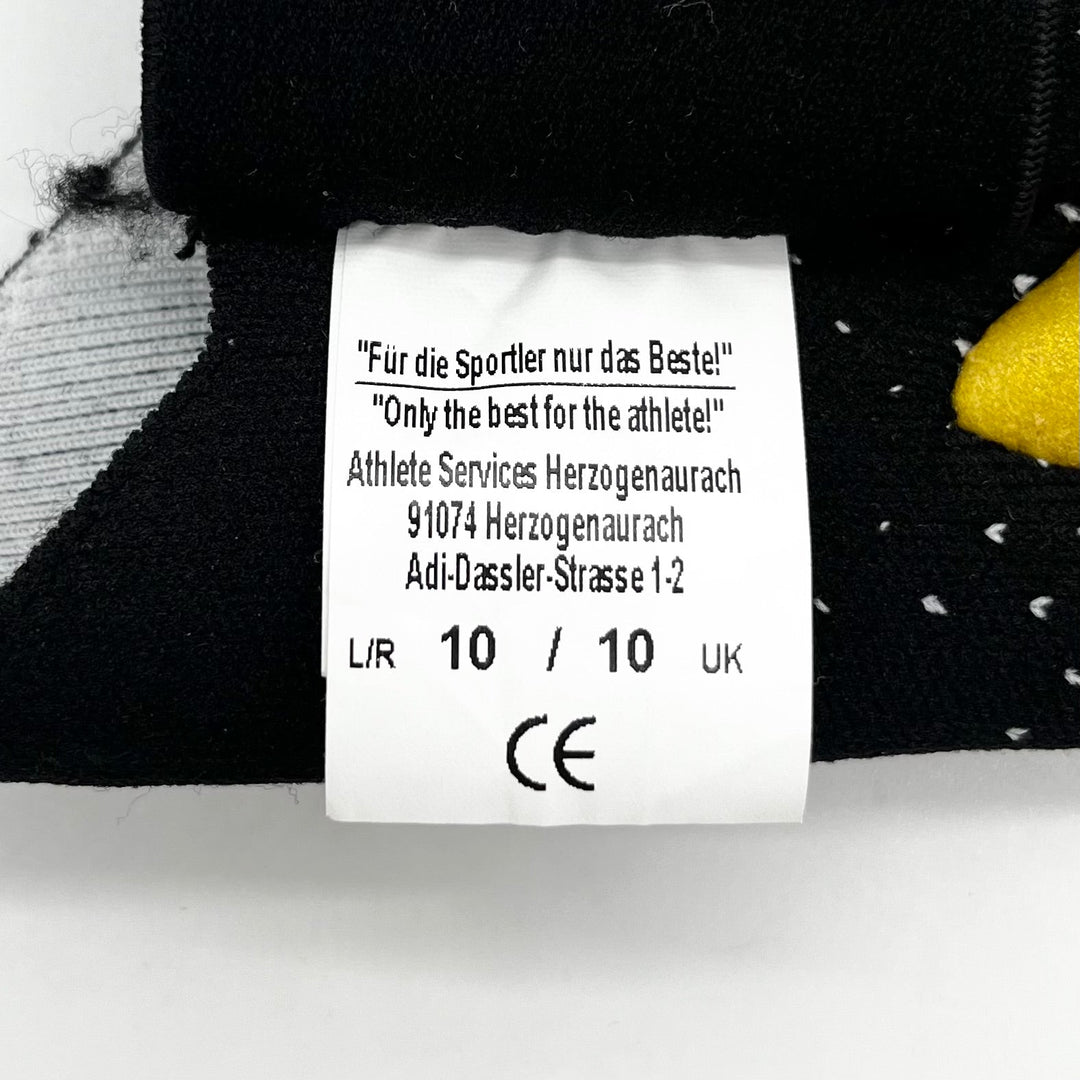 "Für die Sportler nur das Beste!"
"Only the best for the athlete!"
Athlete Services Herzogenaurach
91074 Herzogenaurach
Adi-Dassler-Strasse 1-2
L/R 10 / 10 UK
CE